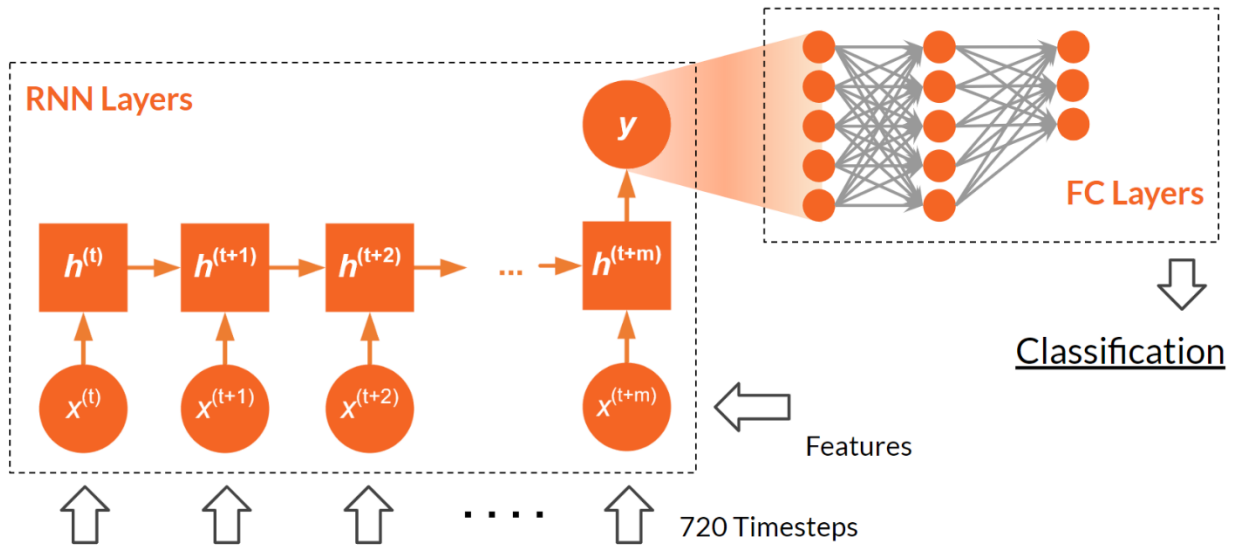 RNN Layers
y
FC Layers
h(t) h(t+1) h(t+2) ... h(t+m)
Classification
x(t) x(t+1) x(t+2) x(t+m)
Features
. . . .
720 Timesteps